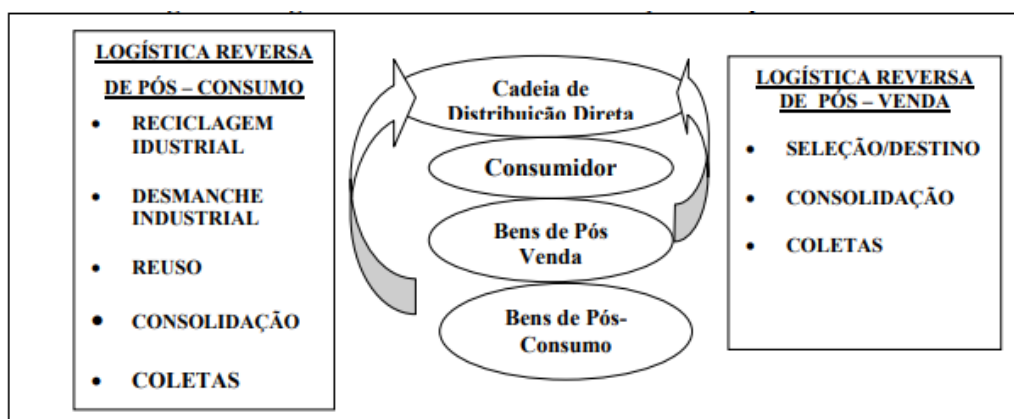 LOGÍSTICA REVERSA
DE PÓS – CONSUMO
• RECICLAGEM
IDUSTRIAL
• DESMANCHE
INDUSTRIAL
• REUSO
• CONSOLIDAÇÃO
• COLETAS
Cadeia de
Distribuição Direta
Consumidor
Bens de Pós
Venda
Bens de Pós-
Consumo
LOGÍSTICA REVERSA
DE PÓS – VENDA
• SELEÇÃO/DESTINO
• CONSOLIDAÇÃO
• COLETAS